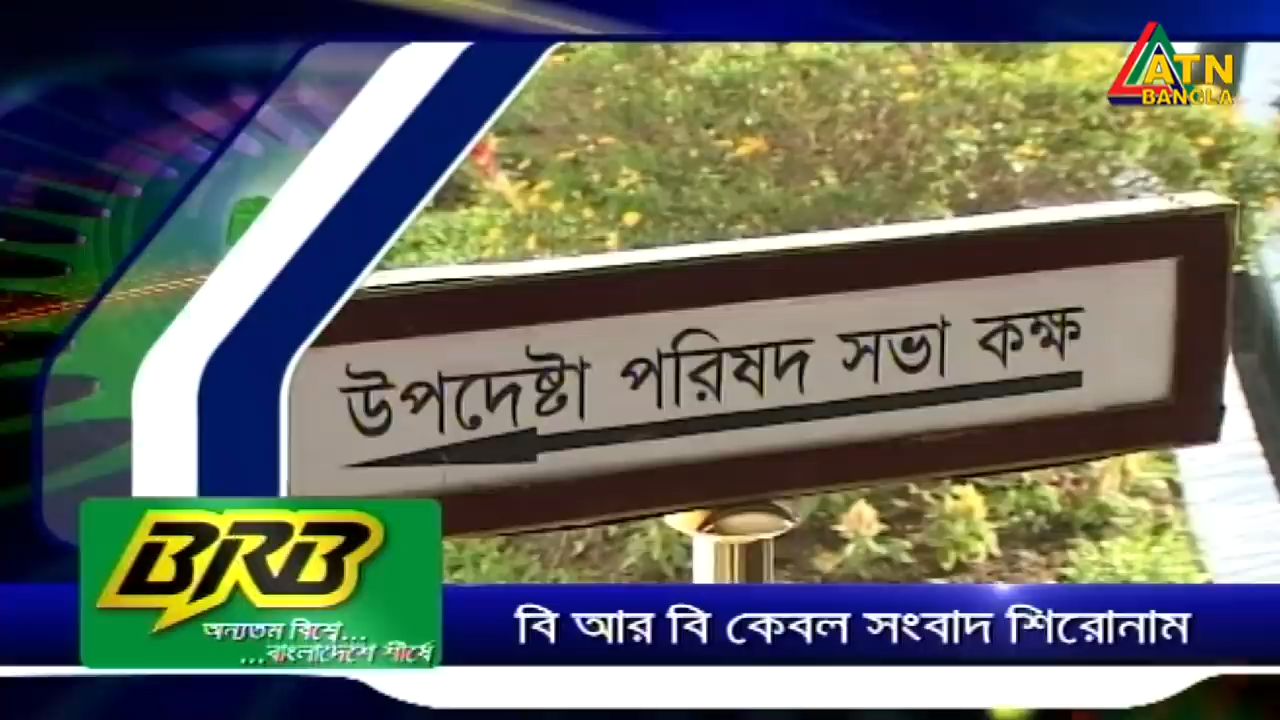 ATN
BANGLA
উপদেষ্টা পরিষদ সভা কক্ষ
BRB
অন্যতম বিশ্বে...
...বাংলাদেশে শীর্ষে
বি আর বি কেবল সংবাদ শিরোনাম